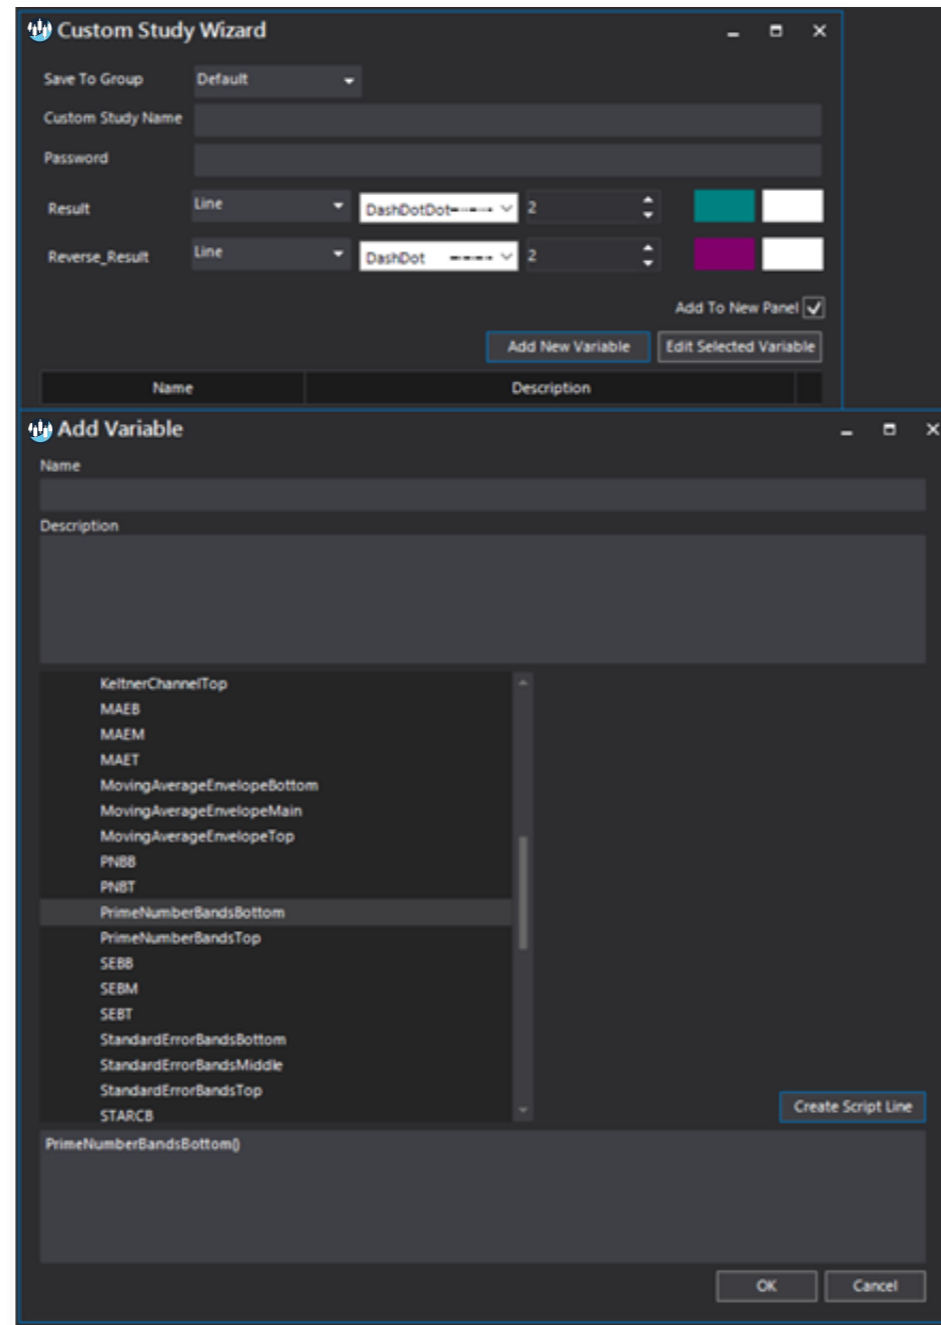 Custom Study Wizard
Save To Group Default
Custom Study Name
Password
Result Line DashDotDot 2
Reverse_Result Line DashDot 2
Add To New Panel
Add New Variable Edit Selected Variable
Name Description
Add Variable
Name
Description
KeltnerChannelTop
MAEB
MAEM
MAET
MovingAverageEnvelopeBottom
MovingAverageEnvelopeMain
MovingAverageEnvelopeTop
PNBB
PNBT
PrimeNumberBandsBottom
PrimeNumberBandsTop
SEBB
SEBM
SEBT
StandardErrorBandsBottom
StandardErrorBandsMiddle
StandardErrorBandsTop
STARCB
Create Script Line
PrimeNumberBandsBottom()
OK Cancel